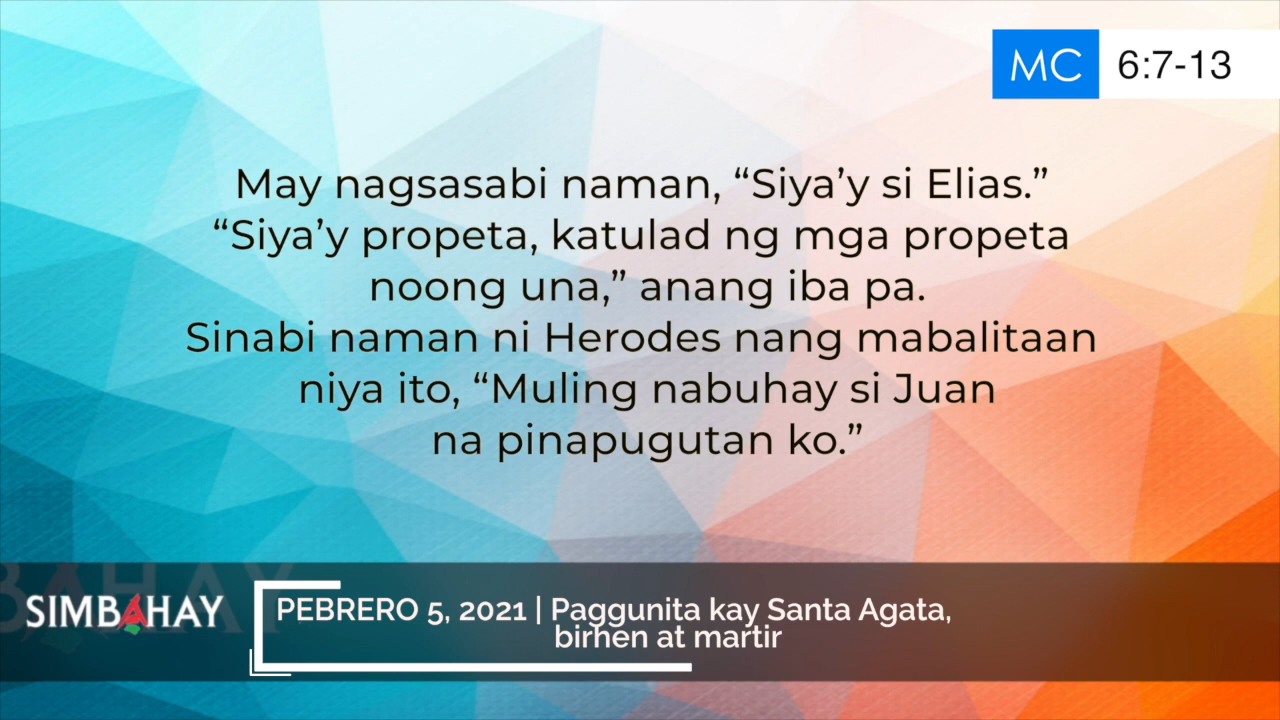 MC 6:7-13
May nagsasabi naman, “Siya’y si Elias.”
“Siya’y propeta, katulad ng mga propeta
noong una,” anang iba pa.
Sinabi naman ni Herodes nang mabalitaan
niya ito, “Muling nabuhay si Juan
na pinapugutan ko.”
SIMBAHAY
PEBRERO 5, 2021 | Paggunita kay Santa Agata,
birhen at martir